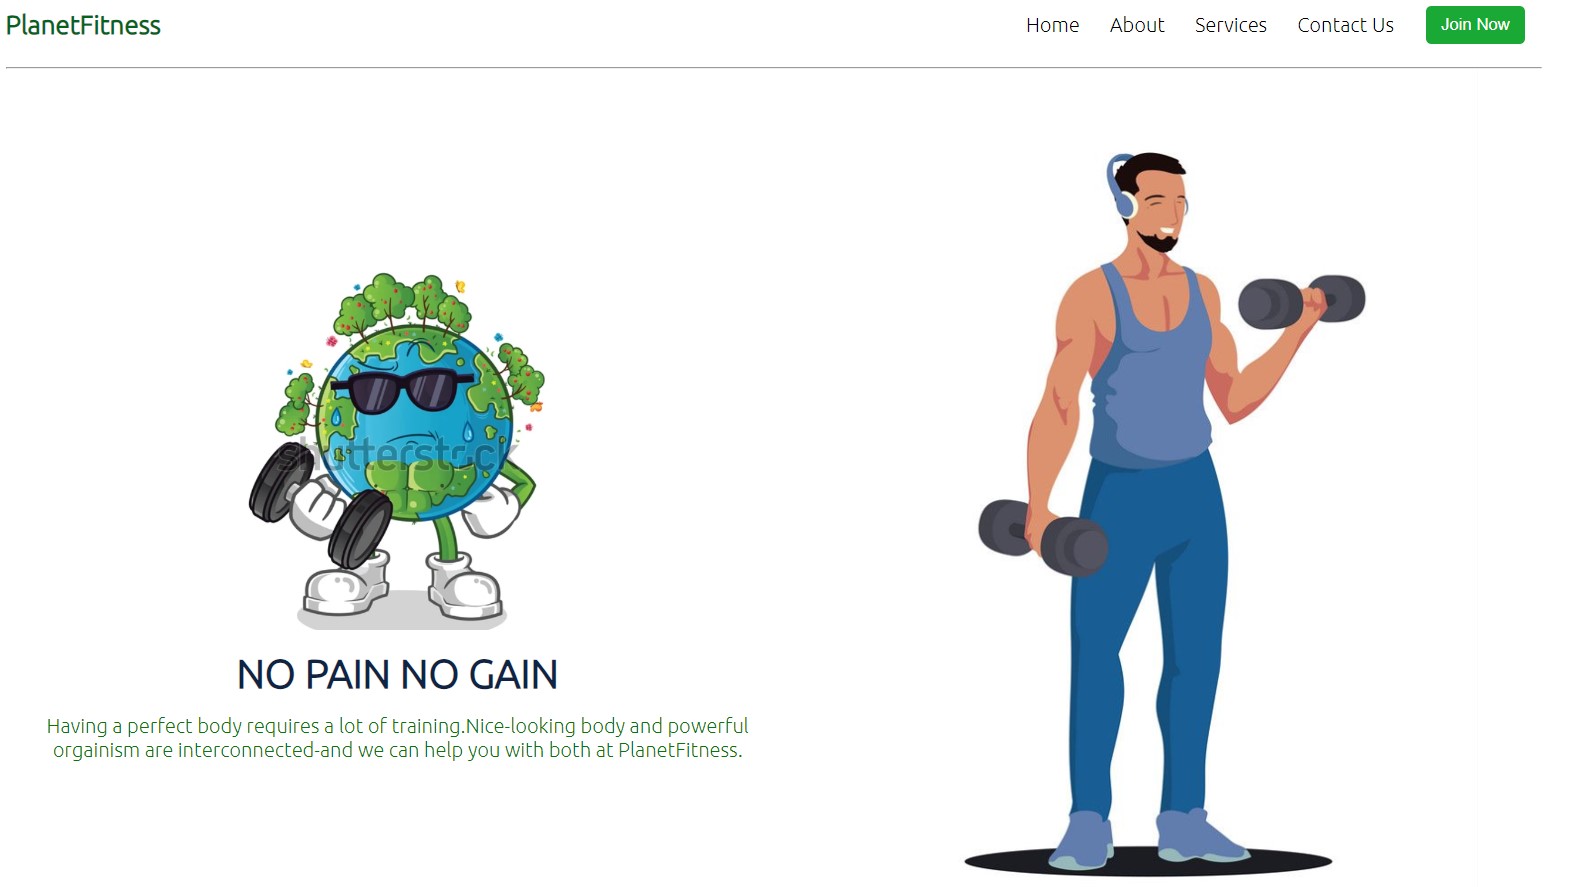 PlanetFitness
Home About Services Contact Us Join Now
shutterstock
NO PAIN NO GAIN
Having a perfect body requires a lot of training.Nice-looking body and powerful
orgainism are interconnected-and we can help you with both at PlanetFitness.